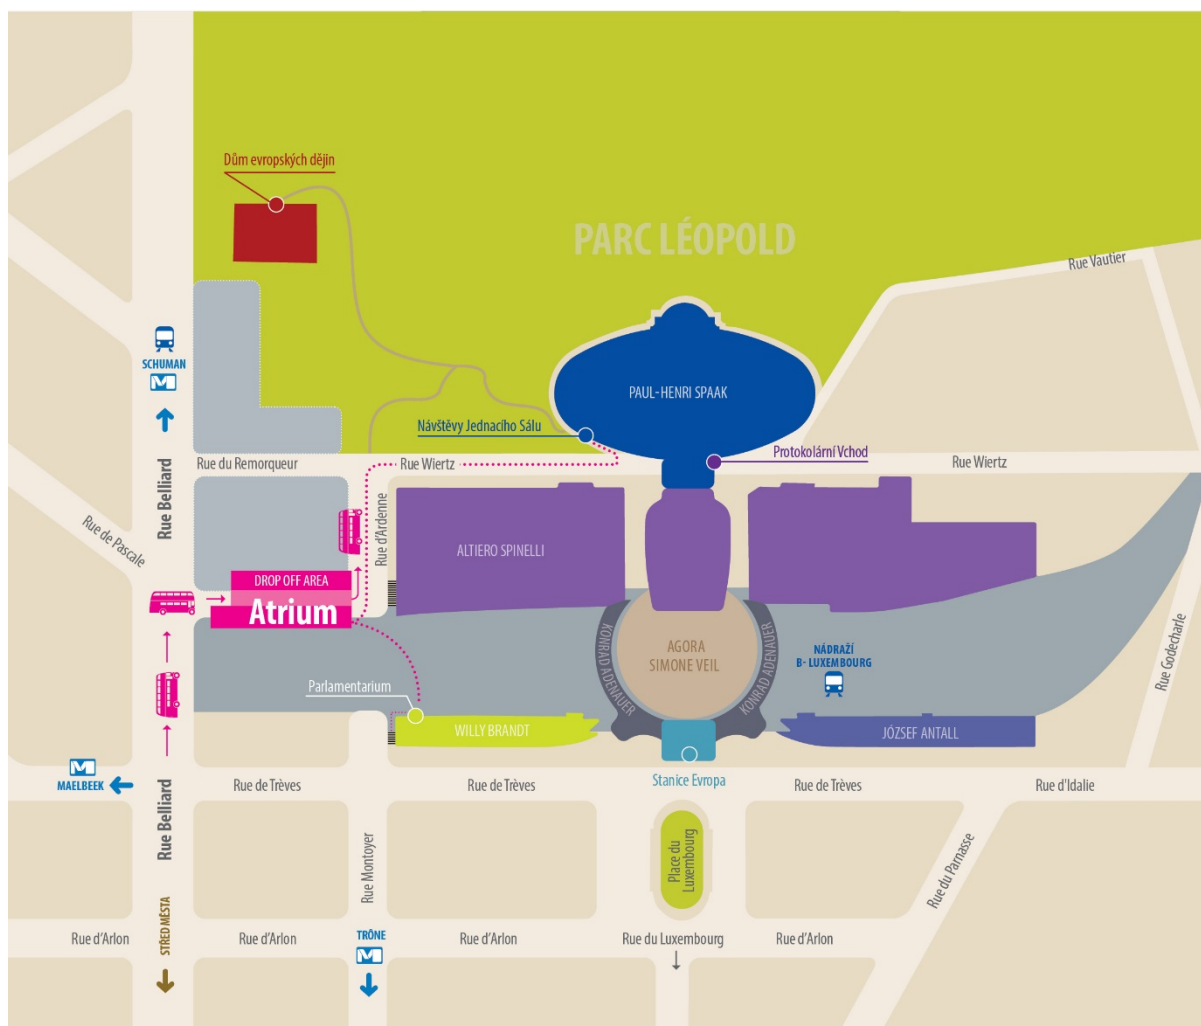 Dům evropských dějin
PARC LÉOPOLD
Rue Vautier
SCHUMAN
M
PAUL-HENRI SPAAK
Návštěvy Jednacího Sálu
Protokolární Vchod
Rue du Remorqueur
Rue Wiertz
Rue Wiertz
Rue Belliard
Rue de Pascale
Rue d'Ardenne
ALTIERO SPINELLI
DROP OFF AREA
Atrium
KONRAD ADENAUER
AGORA
SIMONE VEIL
KONRAD ADENAUER
NÁDRAŽÍ
B- LUXEMBOURG
Rue Godecharle
Parlamentarium
WILLY BRANDT
JÓZSEF ANTALL
M
MAELBEEK
Rue de Trèves
Rue de Trèves
Stanice Evropa
Rue de Trèves
Rue d'Idalie
Rue Belliard
Rue Montoyer
Place du
Luxembourg
Rue du Parnasse
STŘED MĚSTA
Rue d'Arlon
Rue d'Arlon
TRÔNE
M
Rue d'Arlon
Rue du Luxembourg
Rue d'Arlon